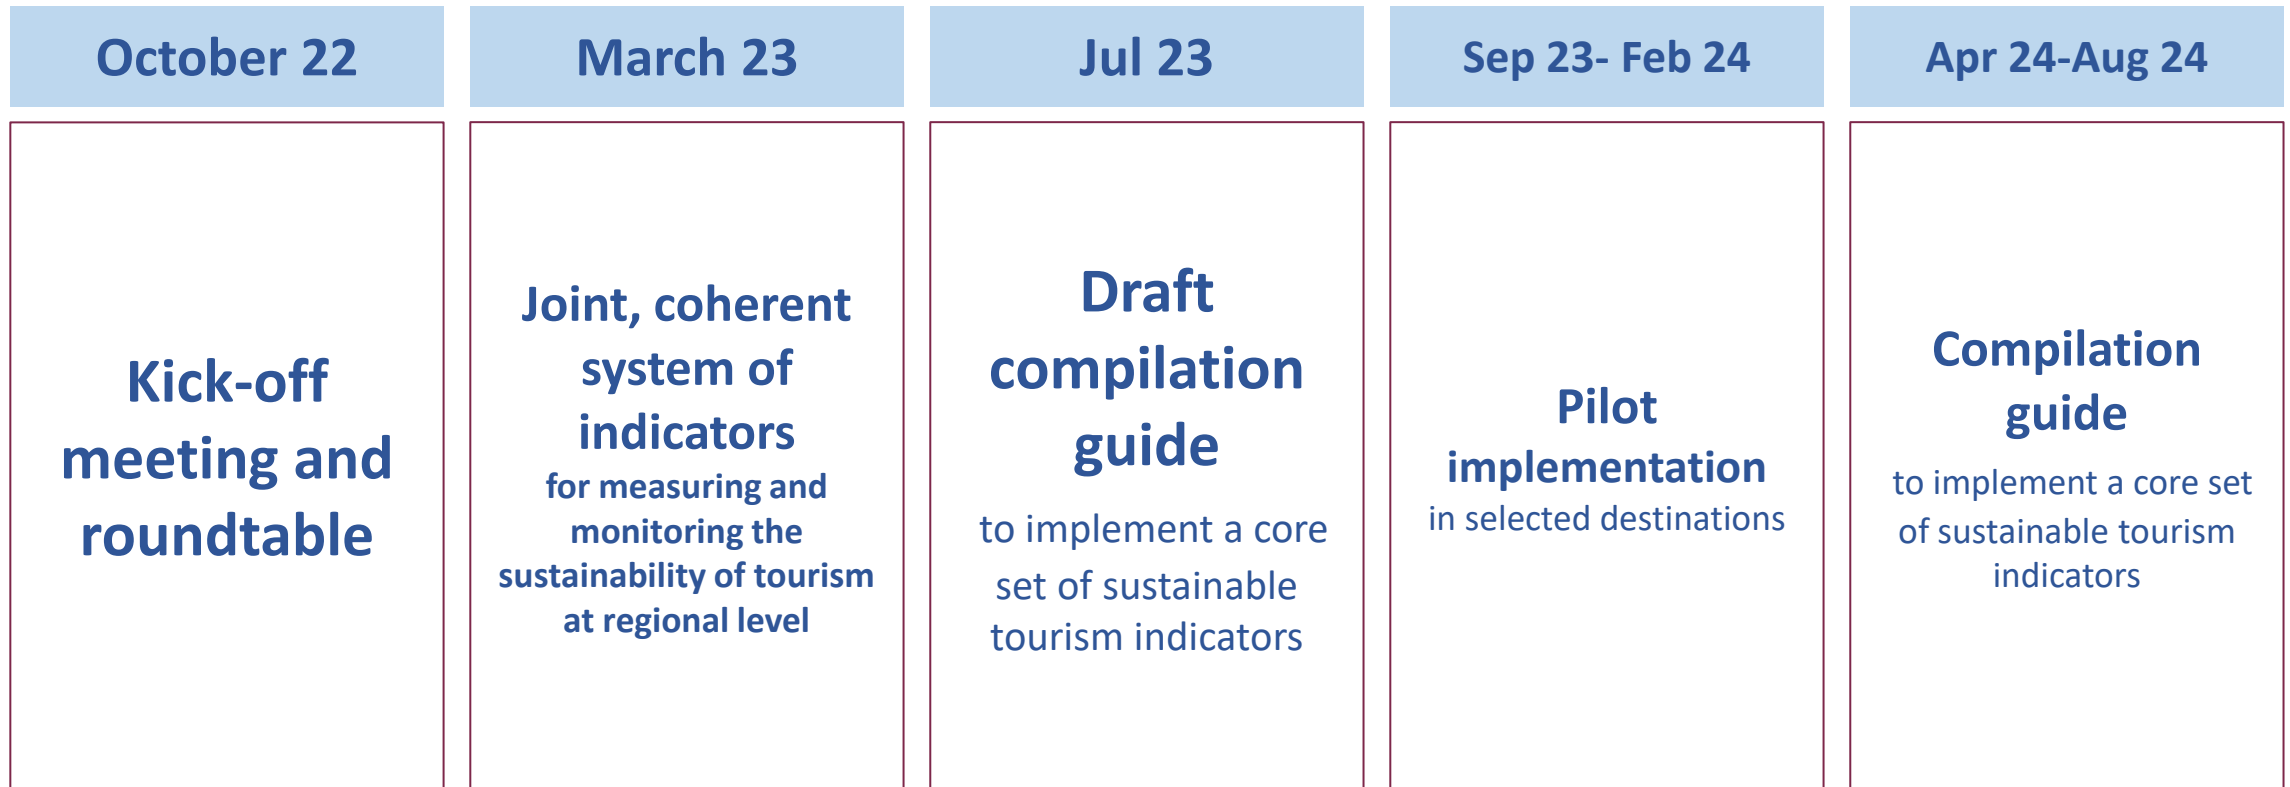 October 22
Kick-off
meeting and
roundtable
March 23
Joint, coherent
system of
indicators
for measuring and
monitoring the
sustainability of tourism
at regional level
Jul 23
Draft
compilation
guide
to implement a core
set of sustainable
tourism indicators
Sep 23- Feb 24
Pilot
implementation
in selected destinations
Apr 24-Aug 24
Compilation
guide
to implement a core set
of sustainable tourism
indicators